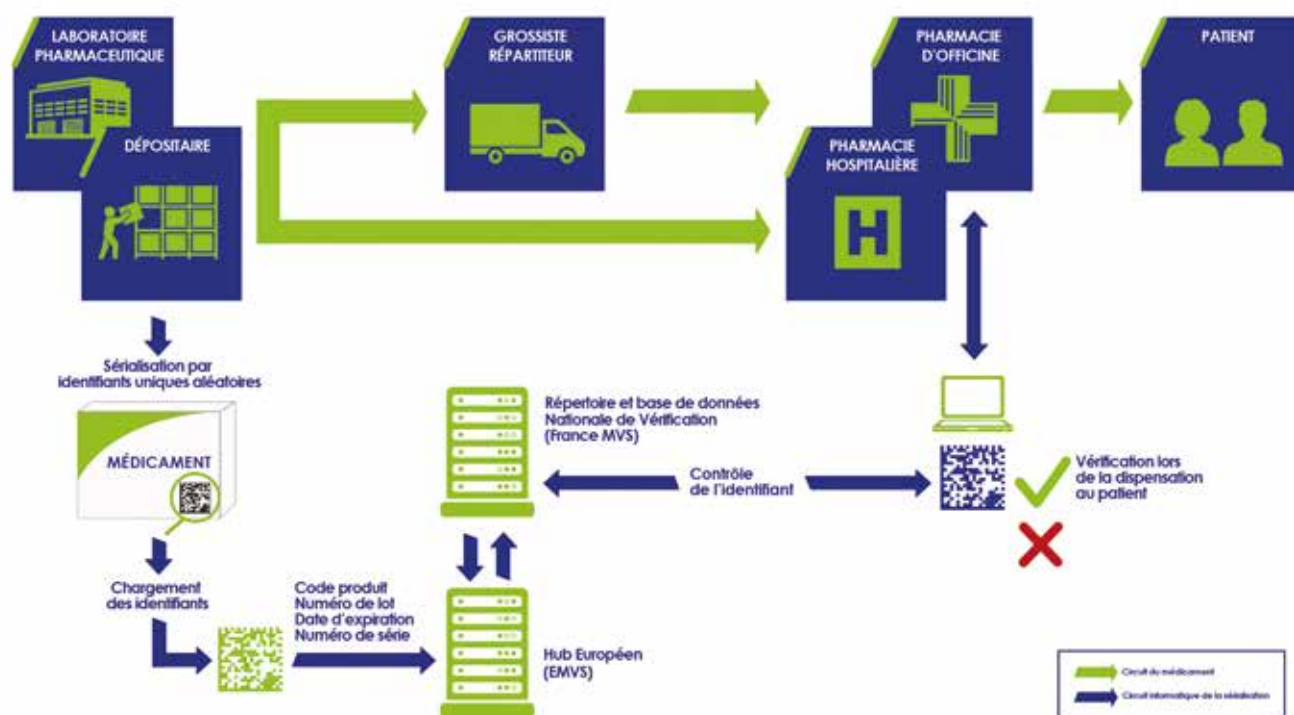 LABORATOIRE
PHARMACEUTIQUE
DÉPOSITAIRE
GROSSISTE
RÉPARTITEUR
PHARMACIE
D'OFFICINE
PHARMACIE
HOSPITALIÈRE
H
PATIENT
Sérialisation par
identifiants uniques aléatoires
MÉDICAMENT
Chargement
des identifiants
Code produit
Numéro de lot
Date d'expiration
Numéro de série
Répertoire et base de données
Nationale de Vérification
(France MVS)
Hub Européen
(EMVS)
Contrôle
de l'identifiant
Vérification lors
de la dispensation
au patient
Circuit du médicament
Circuit informatique de la sérialisation